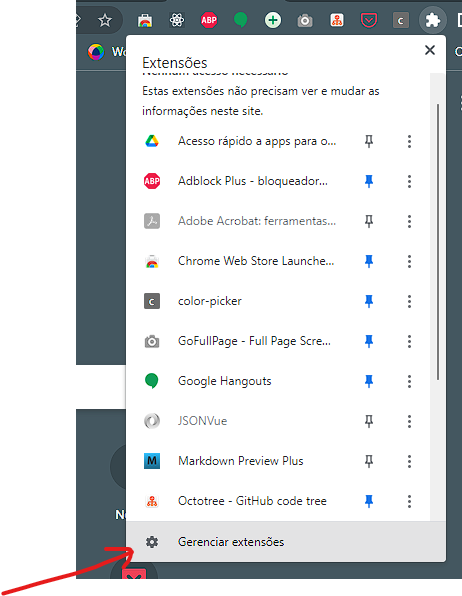 ABP
c
Wo
Extensões
Nenhum acesso necessário
Estas extensões não precisam ver e mudar as
informações neste site.
Acesso rápido a apps para o...
ABP
Adblock Plus - bloqueador...
Adobe Acrobat: ferramentas...
Chrome Web Store Launche...
c
color-picker
GoFullPage - Full Page Scre...
Google Hangouts
JSONVue
M
Markdown Preview Plus
Octotree - GitHub code tree
Gerenciar extensões